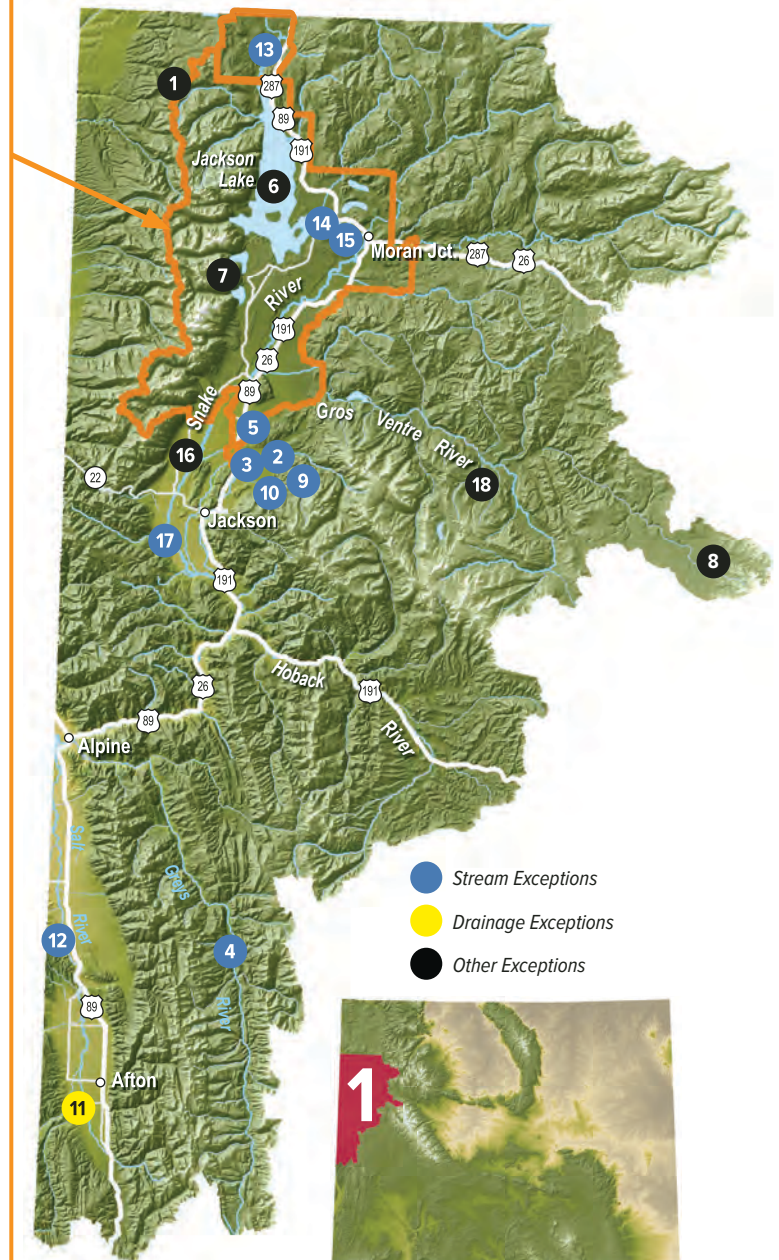 13
1
287
89
191
Jackson
Lake
6
14
15
Moran Jct.
287
26
7
River
191
26
89
Snake
Gros Ventre River
5
16
3
2
9
10
18
22
Jackson
17
8
191
Hoback
River
191
26
89
Alpine
Salt
River
Greys
River
12
4
89
Afton
11
Stream Exceptions
Drainage Exceptions
Other Exceptions
1